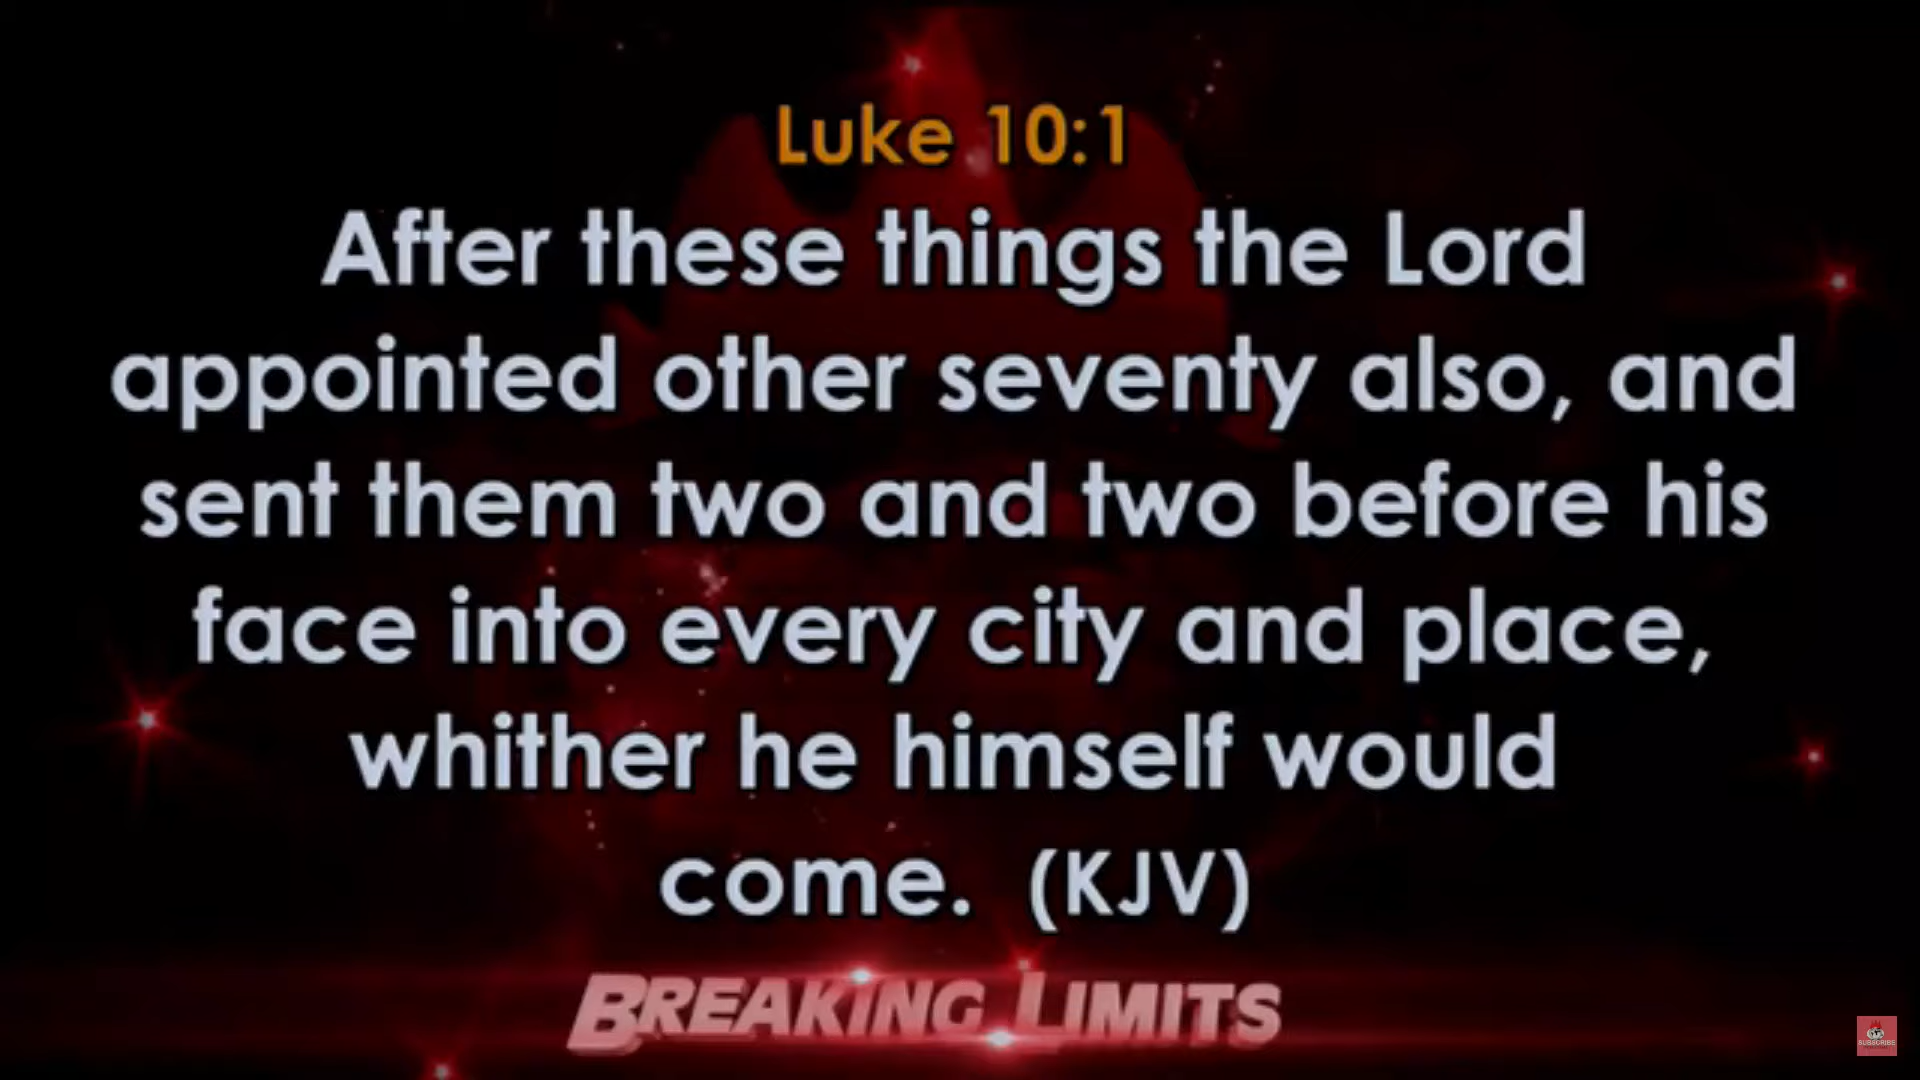 Luke 10:1
After these things the Lord
appointed other seventy also, and
sent them two and two before his
face into every city and place,
whither he himself would
come. (KJV)
BREAKING LIMITS
SUBSCRIBE